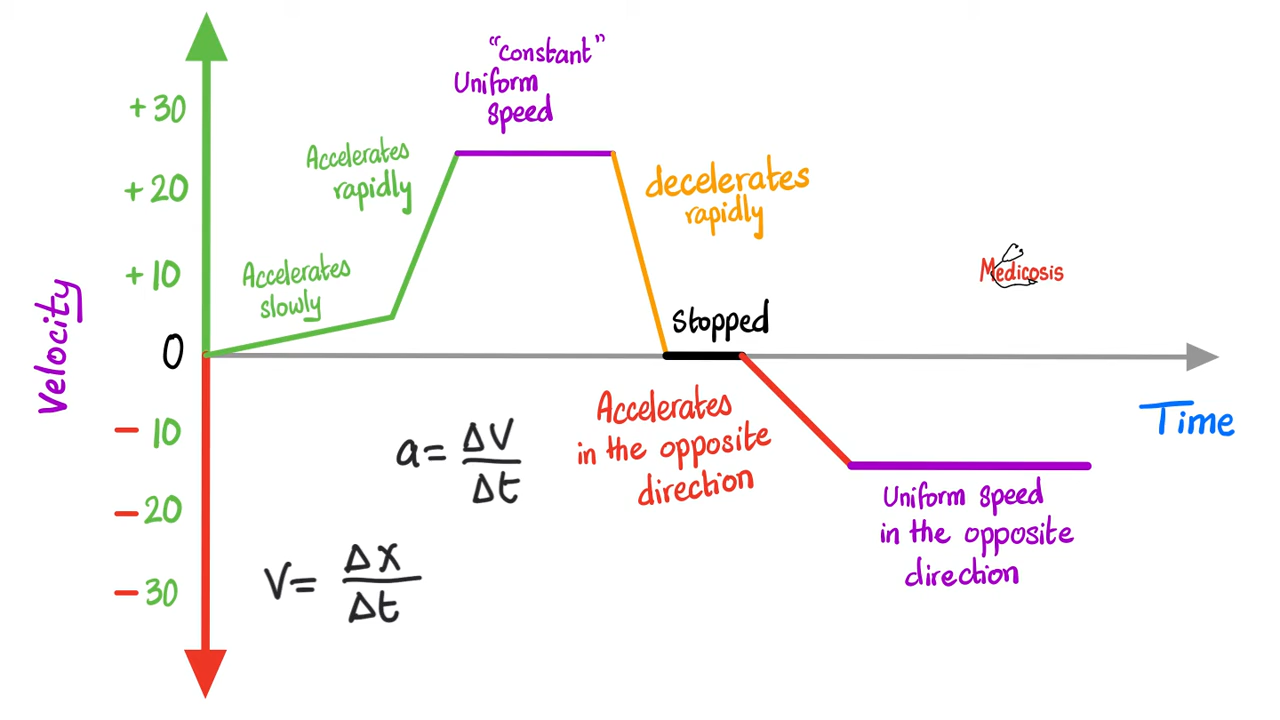 "constant"
Uniform
speed
+30
Accelerates
rapidly
+20
decelerates
rapidly
+10
Accelerates
slowly
Medicosis
Velocity
0
Stopped
Time
- 10
a= ΔV
Δt
Accelerates
in the opposite
direction
- 20
Uniform speed
in the opposite
direction
- 30
V= Δx
Δt